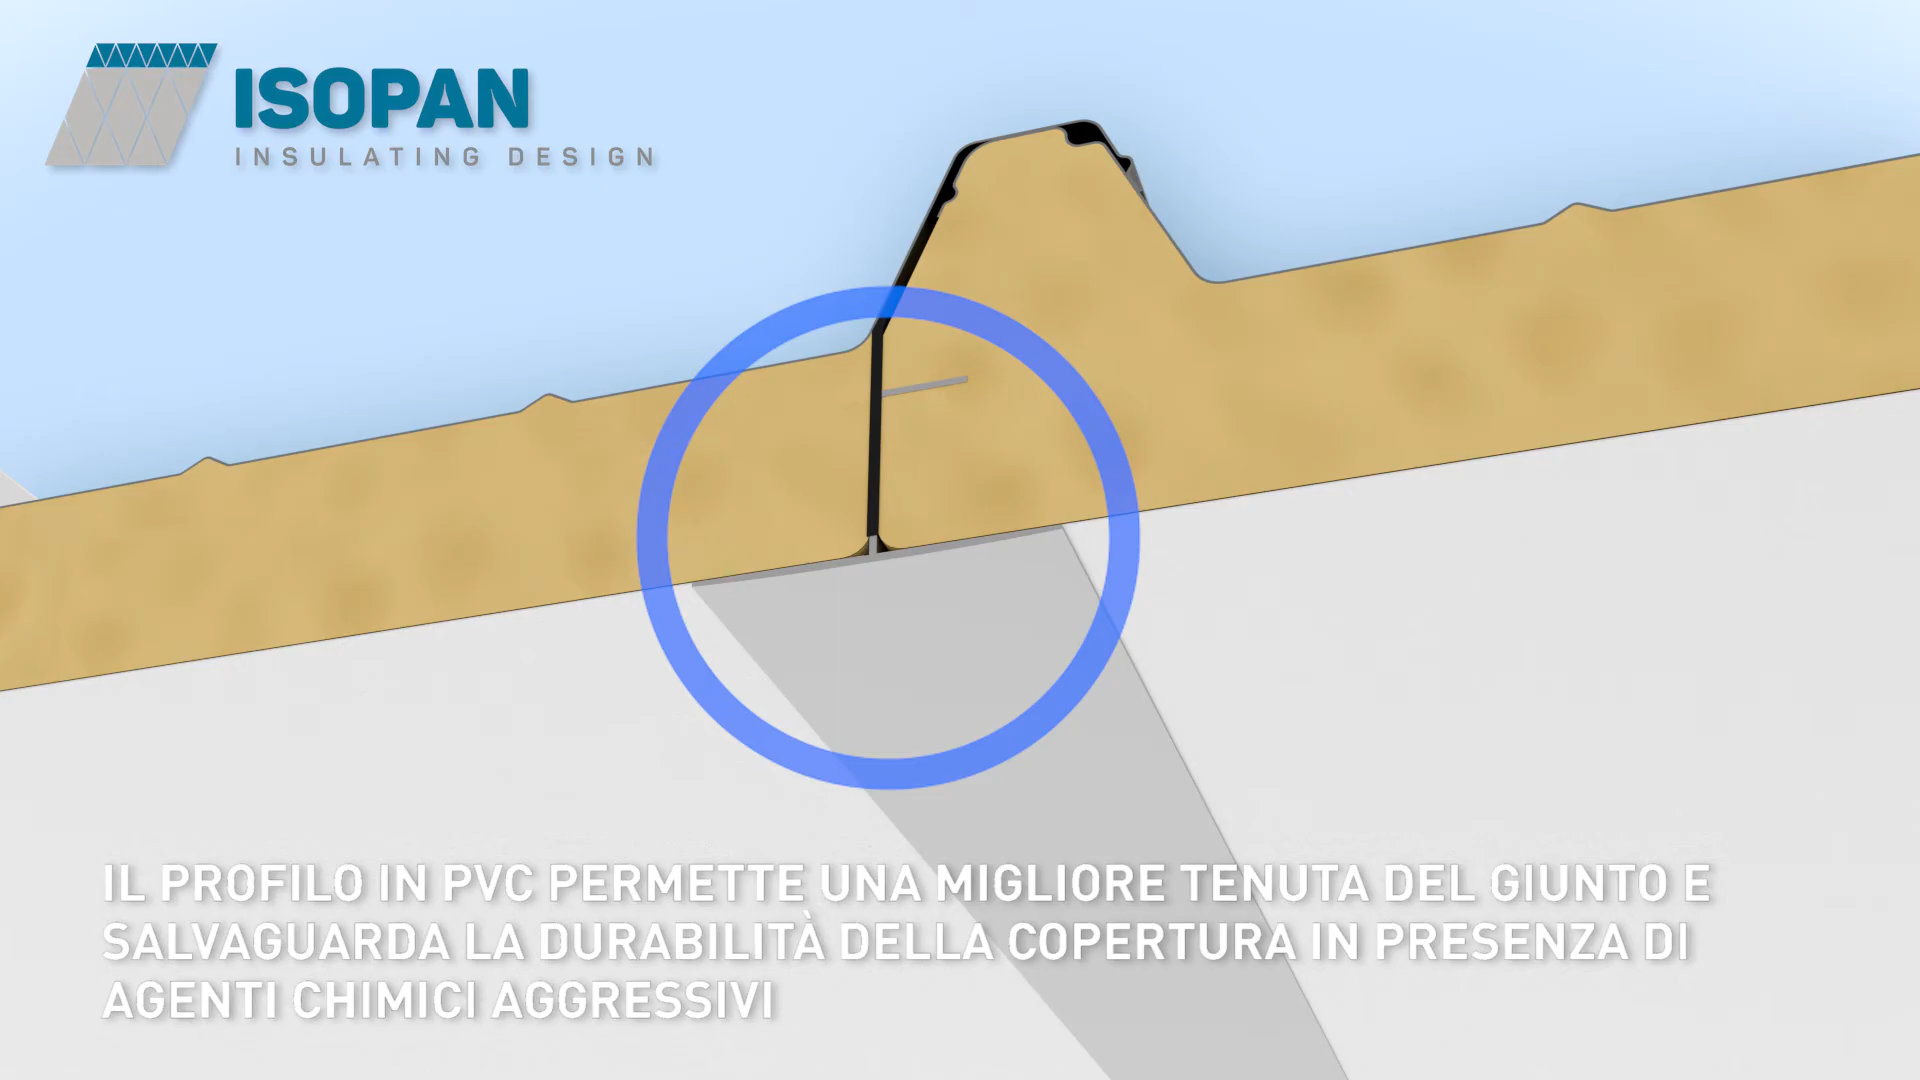 ISOPAN
INSULATING DESIGN
IL PROFILO IN PVC PERMETTE UNA MIGLIORE TENUTA DEL GIUNTO E
SALVAGUARDA LA DURABILITÀ DELLA COPERTURA IN PRESENZA DI
AGENTI CHIMICI AGGRESSIVI